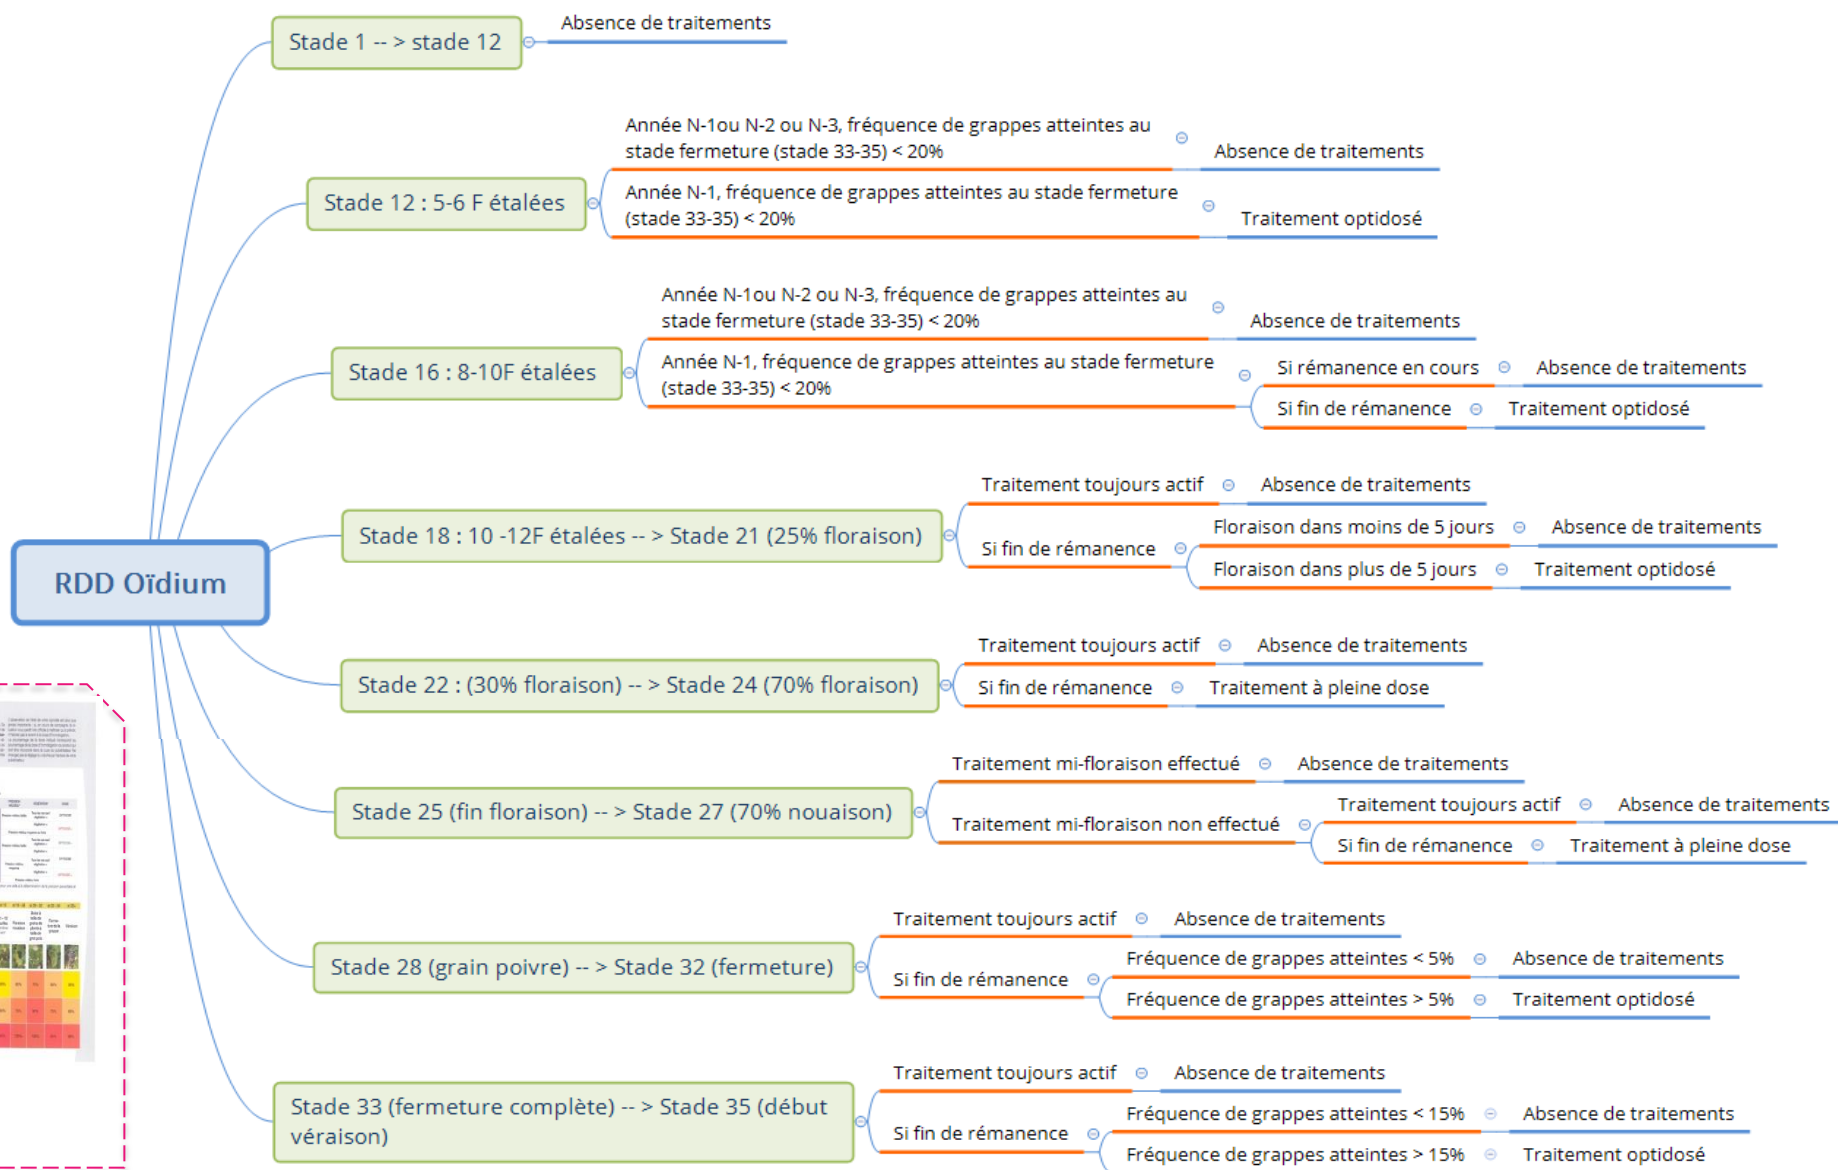 Stade 1 -- > stade 12
Absence de traitements
Stade 12 : 5-6 F étalées
Année N-1ou N-2 ou N-3, fréquence de grappes atteintes au
stade fermeture (stade 33-35) < 20%
Absence de traitements
Année N-1, fréquence de grappes atteintes au stade fermeture
(stade 33-35) < 20%
Traitement optidosé
Stade 16 : 8-10F étalées
Année N-1ou N-2 ou N-3, fréquence de grappes atteintes au
stade fermeture (stade 33-35) < 20%
Absence de traitements
Année N-1, fréquence de grappes atteintes au stade fermeture
(stade 33-35) < 20%
Si rémanence en cours
Absence de traitements
Si fin de rémanence
Traitement optidosé
RDD Oïdium
Stade 18 : 10 -12F étalées -- > Stade 21 (25% floraison)
Traitement toujours actif
Absence de traitements
Si fin de rémanence
Floraison dans moins de 5 jours
Absence de traitements
Floraison dans plus de 5 jours
Traitement optidosé
Stade 22 : (30% floraison) -- > Stade 24 (70% floraison)
Traitement toujours actif
Absence de traitements
Si fin de rémanence
Traitement à pleine dose
Stade 25 (fin floraison) -- > Stade 27 (70% nouaison)
Traitement mi-floraison effectué
Absence de traitements
Traitement mi-floraison non effectué
Traitement toujours actif
Absence de traitements
Si fin de rémanence
Traitement à pleine dose
Stade 28 (grain poivre) -- > Stade 32 (fermeture)
Traitement toujours actif
Absence de traitements
Si fin de rémanence
Fréquence de grappes atteintes < 5%
Absence de traitements
Fréquence de grappes atteintes > 5%
Traitement optidosé
Stade 33 (fermeture complète) -- > Stade 35 (début
véraison)
Traitement toujours actif
Absence de traitements
Si fin de rémanence
Fréquence de grappes atteintes < 15%
Absence de traitements
Fréquence de grappes atteintes > 15%
Traitement optidosé